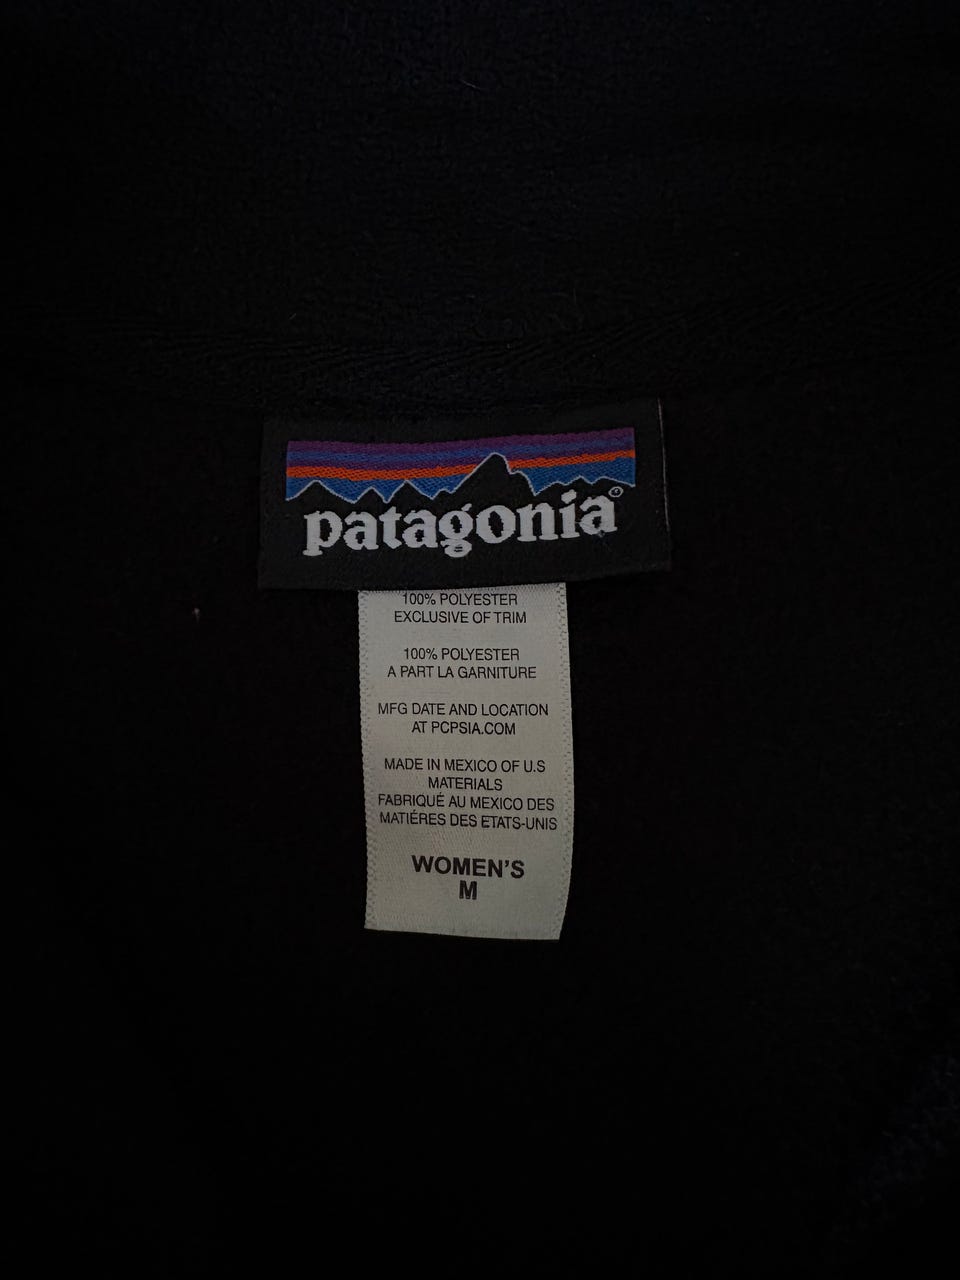 patagonia®
100% POLYESTER
EXCLUSIVE OF TRIM
100% POLYESTER
A PART LA GARNITURE
MFG DATE AND LOCATION
AT PCPSIA.COM
MADE IN MEXICO OF U.S
MATERIALS
FABRIQUÉ AU MEXICO DES
MATIÉRES DES ETATS-UNIS
WOMEN'S
M